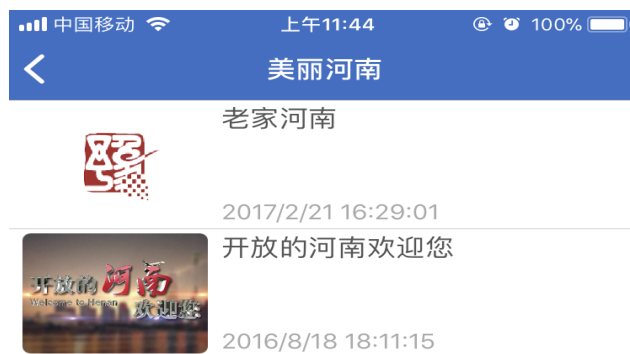 中国移动 上午11:44 100%
美丽河南
老家河南
2017/2/21 16:29:01
开放的河南欢迎您
开放的河南
Welcome to Henan
欢迎您
2016/8/18 18:11:15